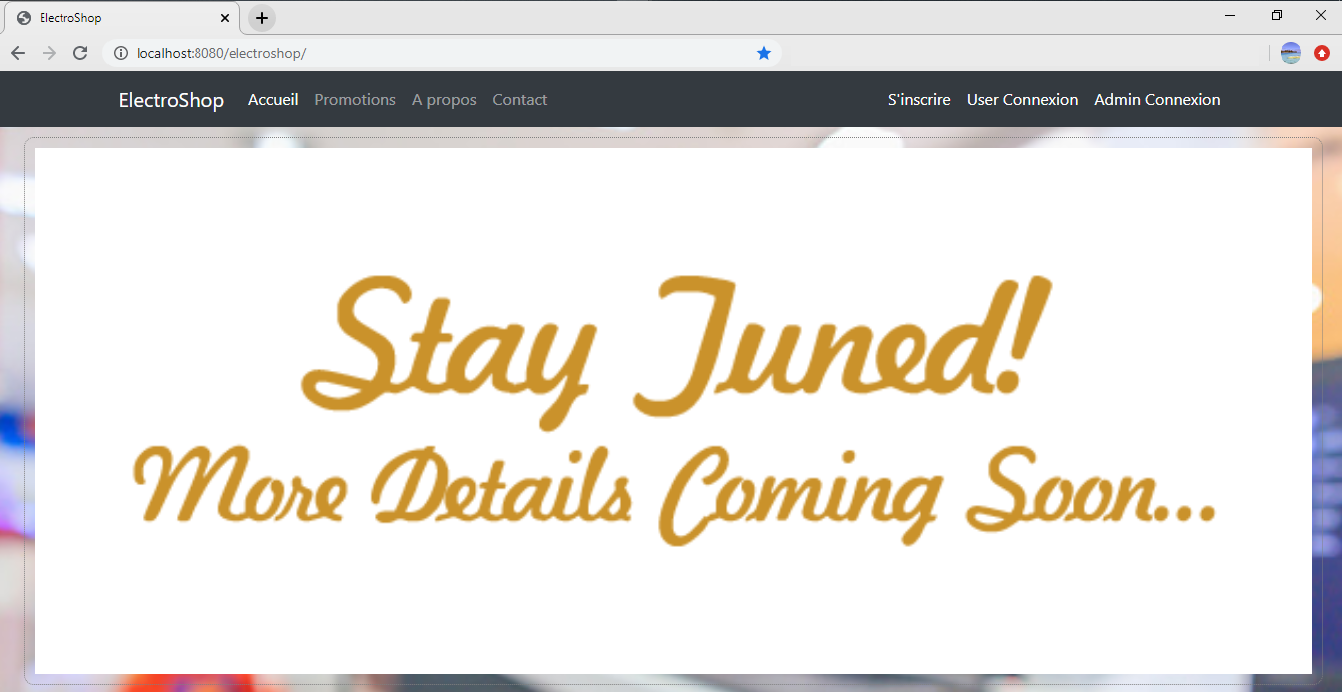 ElectroShop
localhost:8080/electroshop/
ElectroShop Accueil Promotions A propos Contact S'inscrire User Connexion Admin Connexion
Stay Tuned!
More Details Coming Soon...